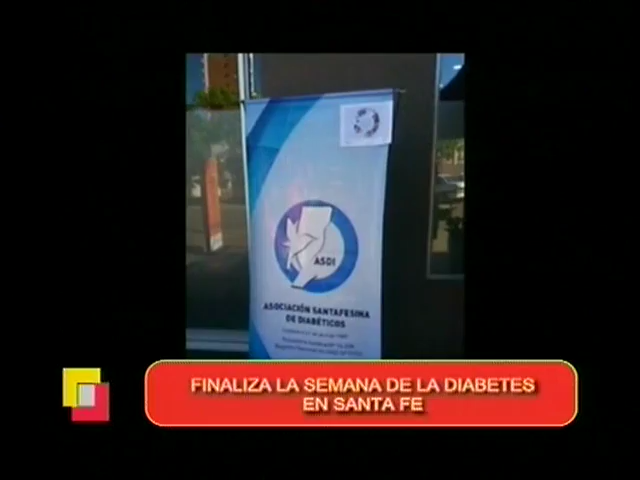 ASDI
ASOCIACIÓN SANTAFESINA
DE DIABÉTICOS
FINALIZA LA SEMANA DE LA DIABETES
EN SANTA FE